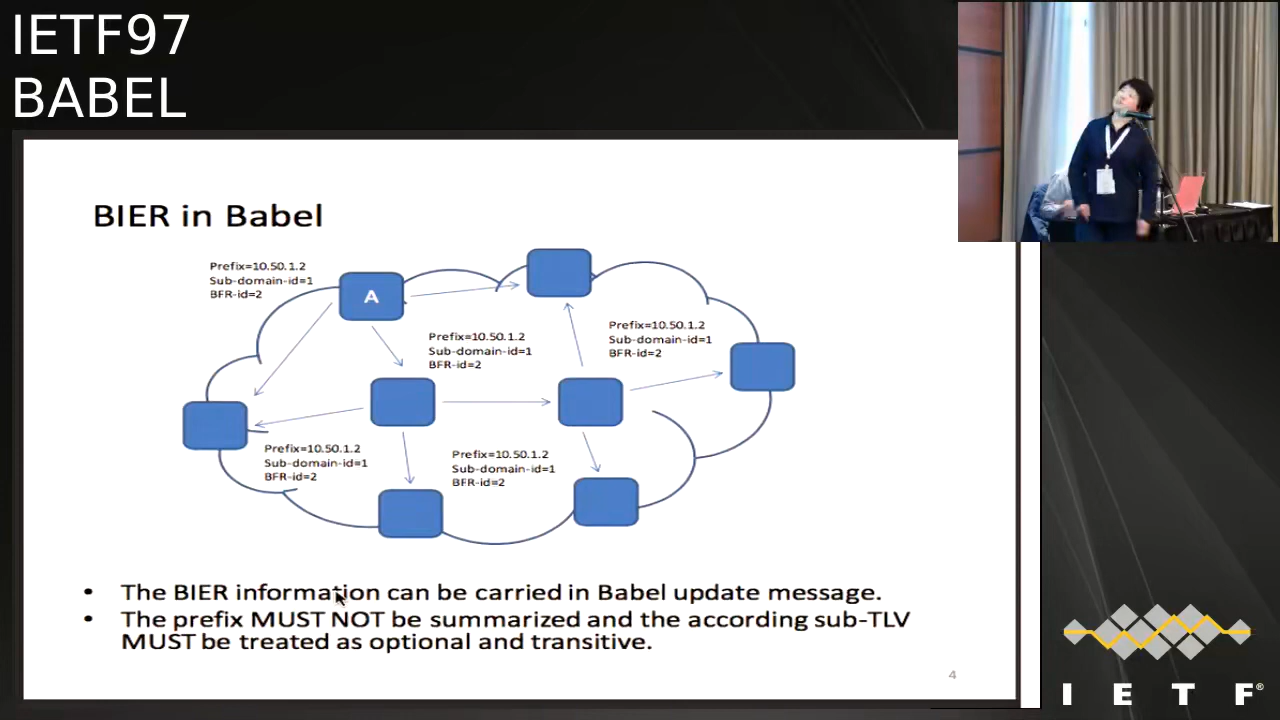 IETF97
BABEL
BIER in Babel
Prefix=10.50.1.2
Sub-domain-id=1
BFR-id=2
A
Prefix=10.50.1.2
Sub-domain-id=1
BFR-id=2
Prefix=10.50.1.2
Sub-domain-id=1
BFR-id=2
Prefix=10.50.1.2
Sub-domain-id=1
BFR-id=2
Prefix=10.50.1.2
Sub-domain-id=1
BFR-id=2
• The BIER information can be carried in Babel update message.
• The prefix MUST NOT be summarized and the according sub-TLV
MUST be treated as optional and transitive.
4
I E T F®